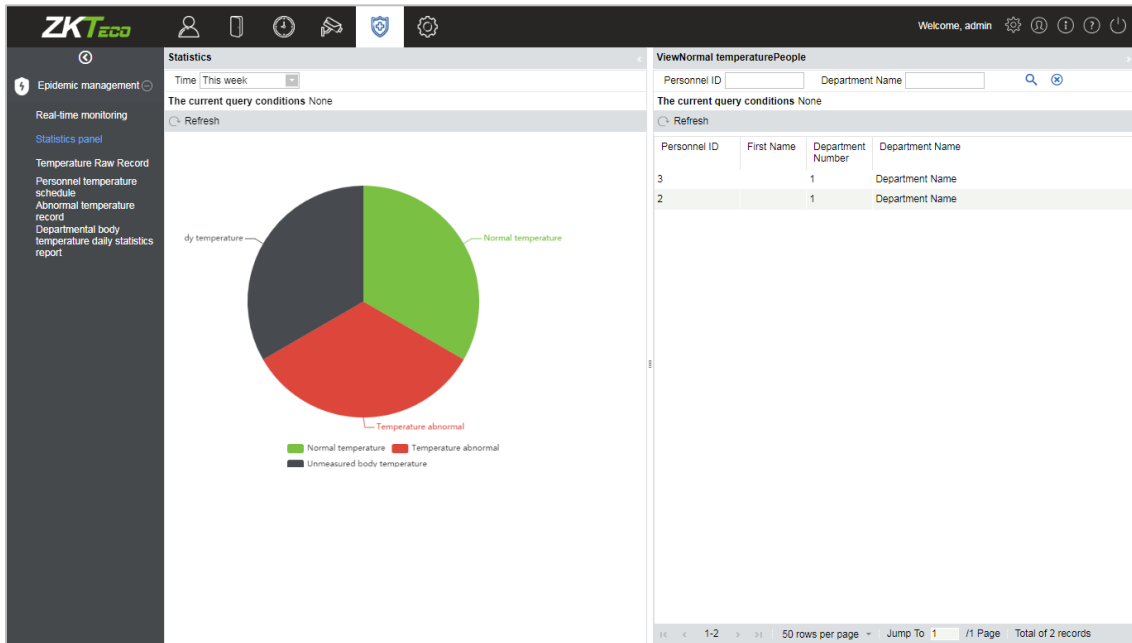 ZKTeco
Welcome, admin
Epidemic management
Real-time monitoring
Statistics panel
Temperature Raw Record
Personnel temperature
schedule
Abnormal temperature
record
Departmental body
temperature daily statistics
report
Statistics
Time This week
The current query conditions None
Refresh
dy temperature
Normal temperature
Temperature abnormal
Normal temperature Temperature abnormal
Unmeasured body temperature
ViewNormal temperaturePeople
Personnel ID Department Name
The current query conditions None
Refresh
Personnel ID First Name Department Number Department Name
3 1 Department Name
2 1 Department Name
1-2 50 rows per page Jump To 1 /1 Page Total of 2 records